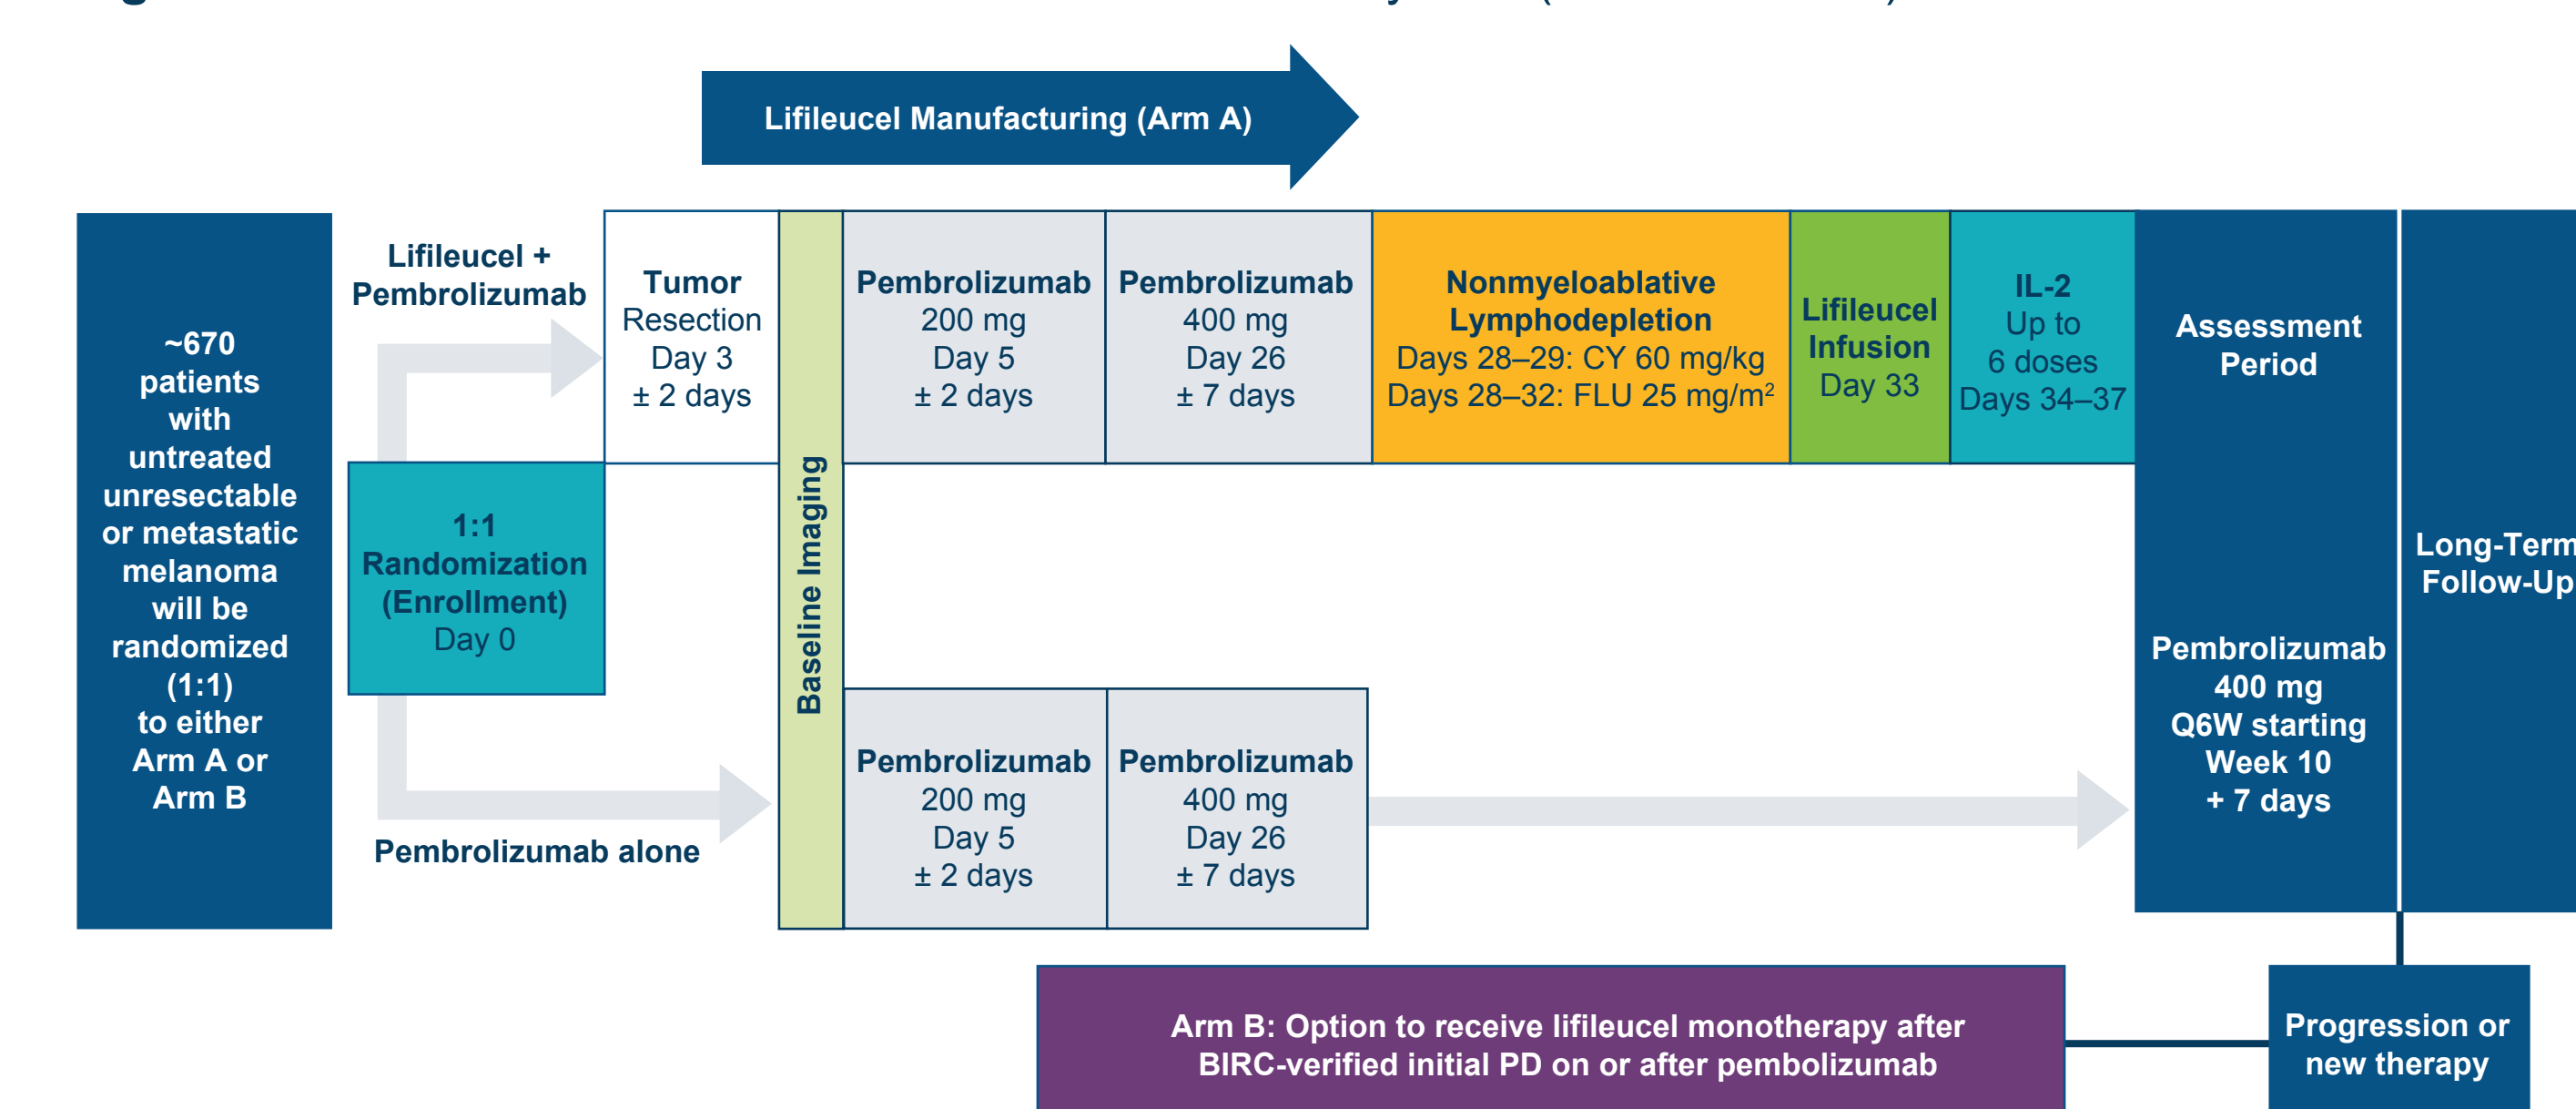 Lifileucel Manufacturing (Arm A)
~670
patients
with
untreated
unresectable
or metastatic
melanoma
will be
randomized
(1:1)
to either
Arm A or
Arm B
Lifileucel +
Pembrolizumab
1:1
Randomization
(Enrollment)
Day 0
Pembrolizumab alone
Tumor
Resection
Day 3
± 2 days
Baseline Imaging
Pembrolizumab
200 mg
Day 5
± 2 days
Pembrolizumab
400 mg
Day 26
± 7 days
Nonmyeloablative
Lymphodepletion
Days 28–29: CY 60 mg/kg
Days 28–32: FLU 25 mg/m²
Lifileucel
Infusion
Day 33
IL-2
Up to
6 doses
Days 34–37
Pembrolizumab
200 mg
Day 5
± 2 days
Pembrolizumab
400 mg
Day 26
± 7 days
Assessment
Period
Pembrolizumab
400 mg
Q6W starting
Week 10
+ 7 days
Long-Term
Follow-Up
Arm B: Option to receive lifileucel monotherapy after
BIRC-verified initial PD on or after pembolizumab
Progression or
new therapy